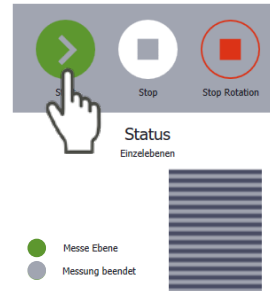 Stop
Stop Rotation
Status
Einzelebenen
Messe Ebene
Messung beendet